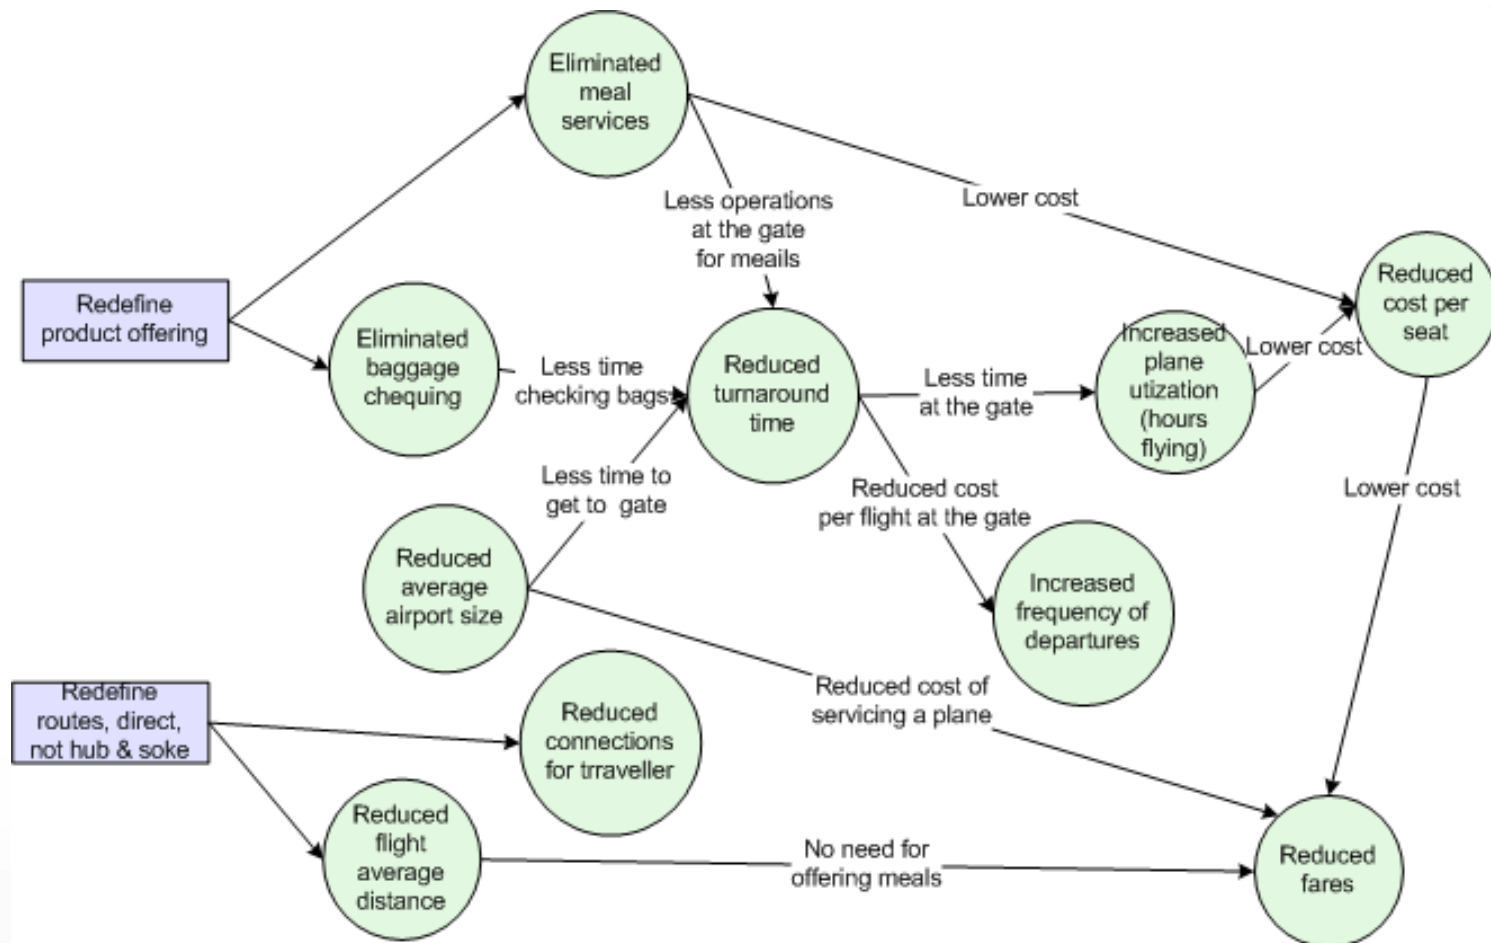 Eliminated
meal
services
Less operations
at the gate
for meails
Lower cost
Reduced
cost per
seat
Redefine
product offering
Eliminated
baggage
chequing
Less time
checking bags
Reduced
turnaround
time
Less time
at the gate
Increased
plane
utization
(hours
flying)
Lower cost
Lower cost
Less time to
get to gate
Reduced cost
per flight at the gate
Reduced
average
airport size
Increased
frequency of
departures
Redefine
routes, direct,
not hub & soke
Reduced
connections
for trraveller
Reduced cost of
servicing a plane
Reduced
flight
average
distance
No need for
offering meals
Reduced
fares